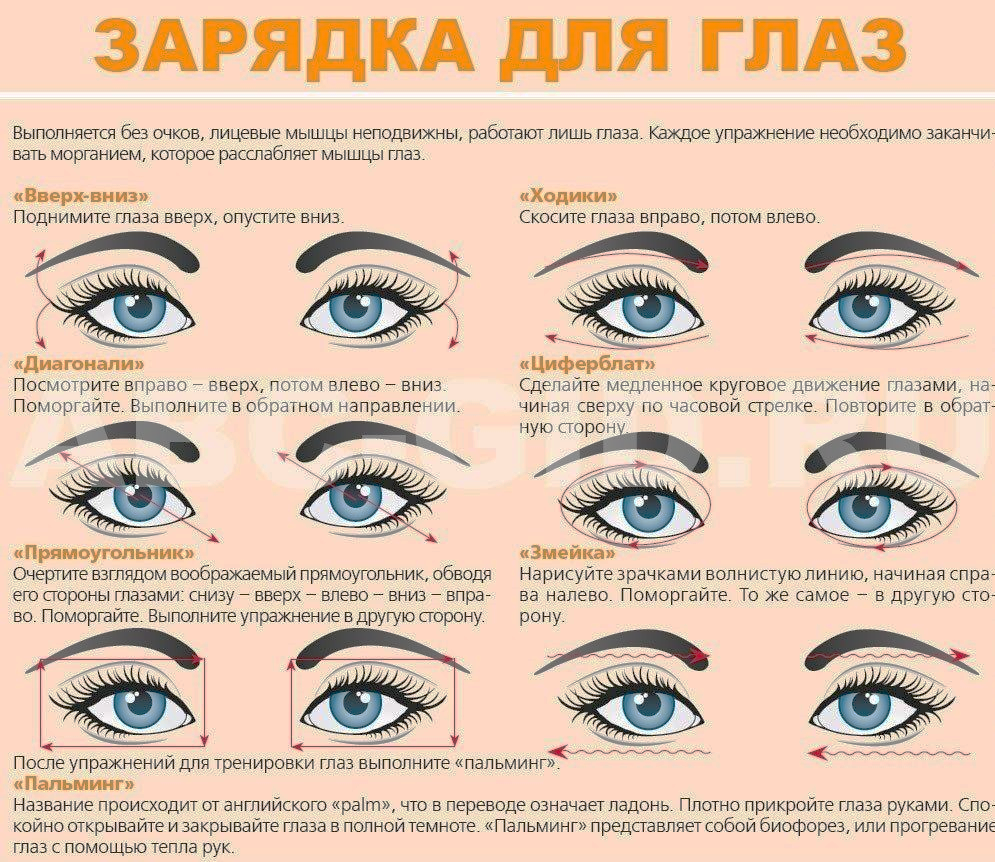 ЗАРЯДКА ДЛЯ ГЛАЗ
Выполняется без очков, лицевые мышцы неподвижны, работают лишь глаза. Каждое упражнение необходимо заканчи-
вать морганием, которое расслабляет мышцы глаз.
«Вверх-вниз»
Поднимите глаза вверх, опустите вниз.
«Ходики»
Скосите глаза вправо, потом влево.
«Диагонали»
Посмотрите вправо – вверх, потом влево – вниз.
Поморгайте. Выполните в обратном направлении.
«Циферблат»
Сделайте медленное круговое движение глазами, на-
чиная сверху по часовой стрелке. Повторите в обрат-
ную сторону.
ABC-GID.RU
«Прямоугольник»
Очертите взглядом воображаемый прямоугольник, обводя
его стороны глазами: снизу – вверх – влево – вниз – впра-
во. Поморгайте. Выполните упражнение в другую сторону.
«Змейка»
Нарисуйте зрачками волнистую линию, начиная спра-
ва налево. Поморгайте. То же самое – в другую сто-
рону.
После упражнений для тренировки глаз выполните «пальминг».
«Пальминг»
Название происходит от английского «palm», что в переводе означает ладонь. Плотно прикройте глаза руками. Спо-
койно открывайте и закрывайте глаза в полной темноте. «Пальминг» представляет собой биофорез, или прогревание
глаз с помощью тепла рук.